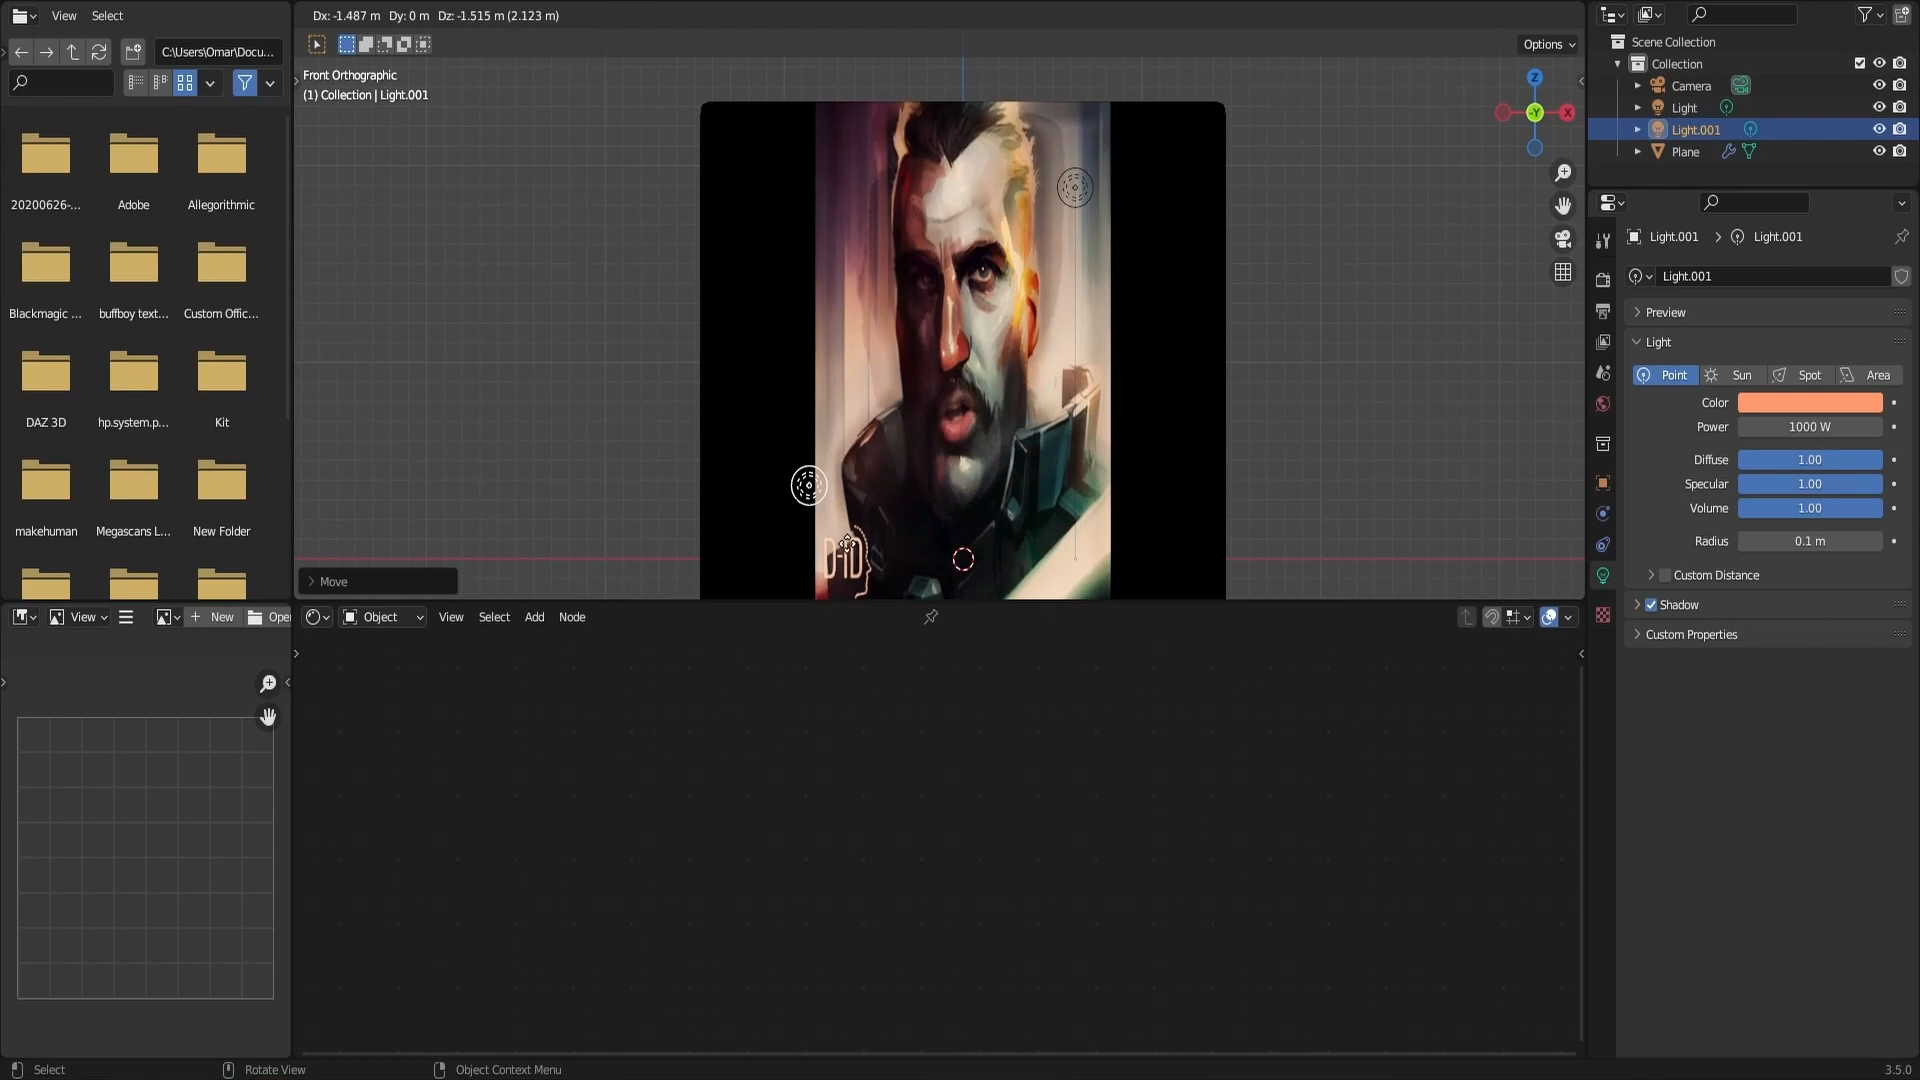 View Select
C:\Users\Omar\Docu...
20200626-... Adobe Allegorithmic
Blackmagic ... buffboy text... Custom Offic...
DAZ 3D hp.system.p... Kit
makehuman Megascans L... New Folder
View New Open
Dx: -1.487 m Dy: 0 m Dz: -1.515 m (2.123 m)
Options
Front Orthographic
(1) Collection | Light.001
Z
-Y X
D-iD
Move
Object View Select Add Node
Scene Collection
Collection
Camera
Light
Light.001
Plane
Light.001 Light.001
Light.001
Preview
Light
Point Sun Spot Area
Color
Power 1000 W
Diffuse 1.00
Specular 1.00
Volume 1.00
Radius 0.1 m
Custom Distance
Shadow
Custom Properties
Select Rotate View Object Context Menu 3.5.0